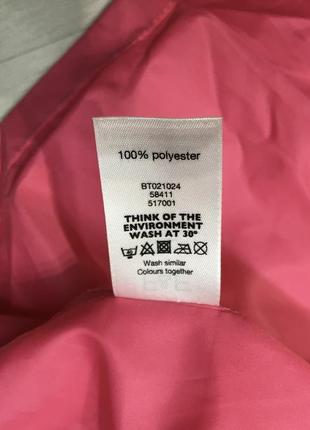 100% polyester
BT021024
58411
517001
THINK OF THE
ENVIRONMENT
WASH AT 30°
Wash similar
Colours together